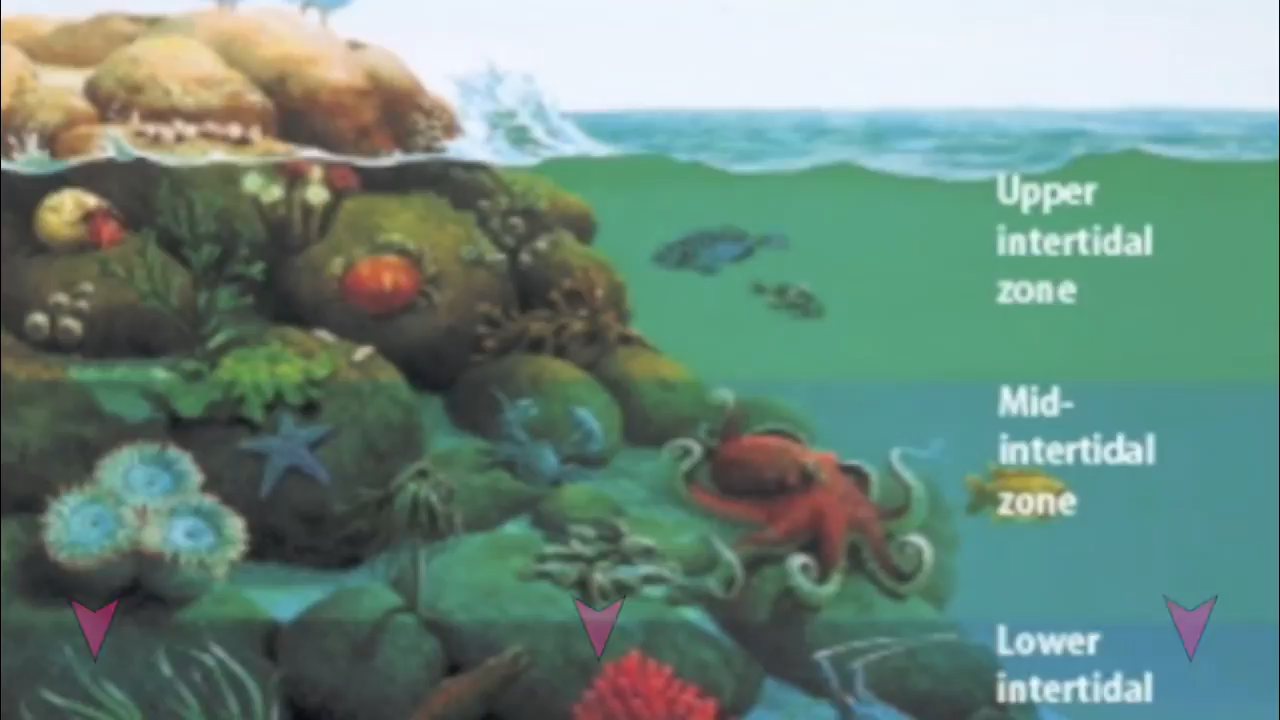 Upper
intertidal
zone
Mid-
intertidal
zone
Lower
intertidal